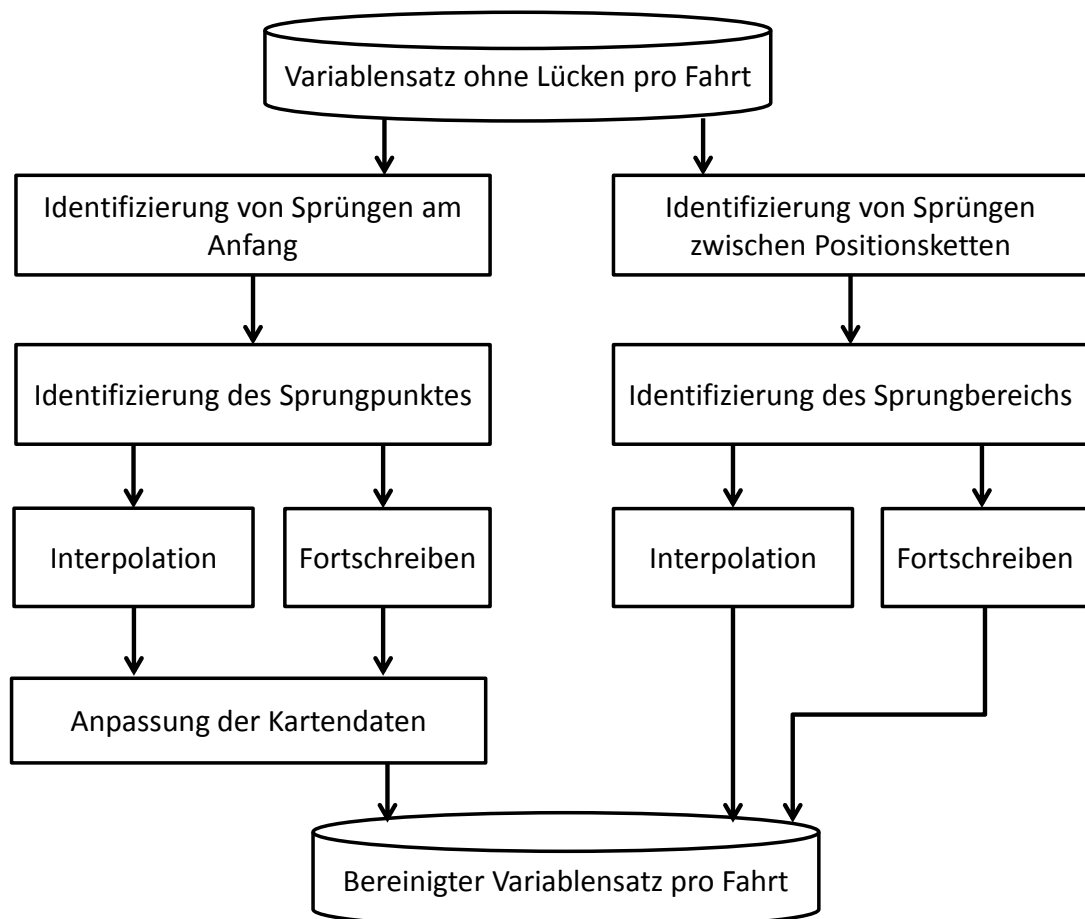 Variablensatz ohne Lücken pro Fahrt
Identifizierung von Sprüngen am
Anfang
Identifizierung von Sprüngen
zwischen Positionsketten
Identifizierung des Sprungpunktes
Identifizierung des Sprungbereichs
Interpolation
Fortschreiben
Interpolation
Fortschreiben
Anpassung der Kartendaten
Bereinigter Variablensatz pro Fahrt